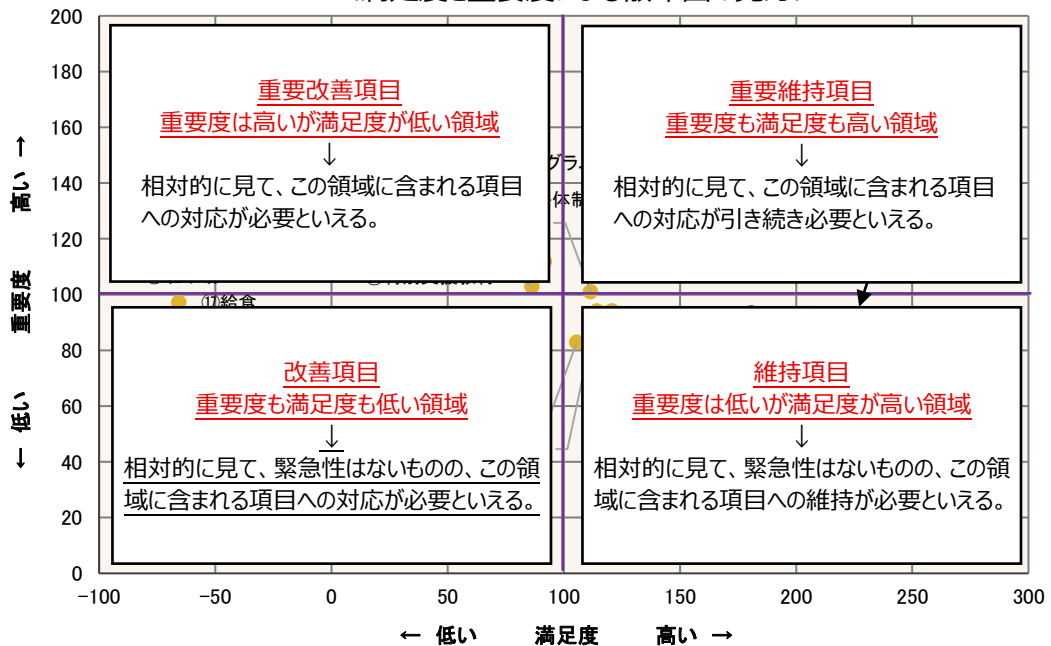 200
180
160
140
120
100
80
60
40
20
0
高い →
重要度
← 低い
重要改善項目
重要度は高いが満足度が低い領域
↓
相対的に見て、この領域に含まれる項目
への対応が必要といえる。
重要維持項目
重要度も満足度も高い領域
↓
相対的に見て、この領域に含まれる項目
への対応が引き続き必要といえる。
グラ
体制
⑰給食
改善項目
重要度も満足度も低い領域
↓
相対的に見て、緊急性はないものの、この領
域に含まれる項目への対応が必要といえる。
維持項目
重要度は低いが満足度が高い領域
↓
相対的に見て、緊急性はないものの、この領
域に含まれる項目への維持が必要といえる。
-100 -50 0 50 100 150 200 250 300
← 低い 満足度 高い →